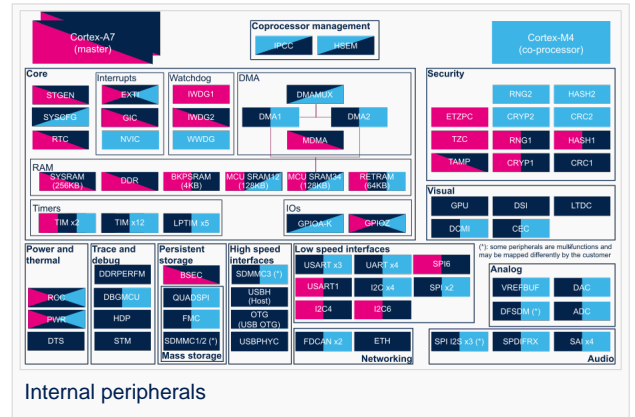 Cortex-A7
(master)
Coprocessor management
IPCC
HSEM
Cortex-M4
(co-processor)
Core
STGEN
SYSCFG
RTC
Interrupts
EXTI
GIC
NVIC
Watchdog
IWDG1
IWDG2
WWDG
DMA
DMAMUX
DMA1
DMA2
MDMA
Security
RNG2
HASH2
ETZPC
CRYP2
CRC2
TZC
RNG1
HASH1
TAMP
CRYP1
CRC1
RAM
SYSRAM
(256KB)
DDR
BKPSRAM
(4KB)
MCU SRAM12
(128KB)
MCU SRAM34
(128KB)
RETRAM
(64KB)
Timers
TIM x2
TIM x12
LPTIM x5
IOs
GPIOA-K
GPIOZ
Visual
GPU
DSI
LTDC
DCMI
CEC
Power and
thermal
RCC
PWR
DTS
Trace and
debug
DDRPERFM
DBGMCU
HDP
STM
Persistent
storage
BSEC
QUADSPI
FMC
SDMMC1/2 (*)
Mass storage
High speed
interfaces
SDMMC3 (*)
USBH
(Host)
OTG
(USB OTG)
USBPHYC
Low speed interfaces
USART x3
UART x4
SPI6
USART1
I2C x4
SPI x2
I2C4
I2C6
FDCAN x2
ETH
Networking
(*): some peripherals are multifunctions and
may be mapped differently by the customer
Analog
VREFBUF
DAC
DFSDM (*)
ADC
SPI I2S x3 (*)
SPDIFRX
SAI x4
Audio
Internal peripherals